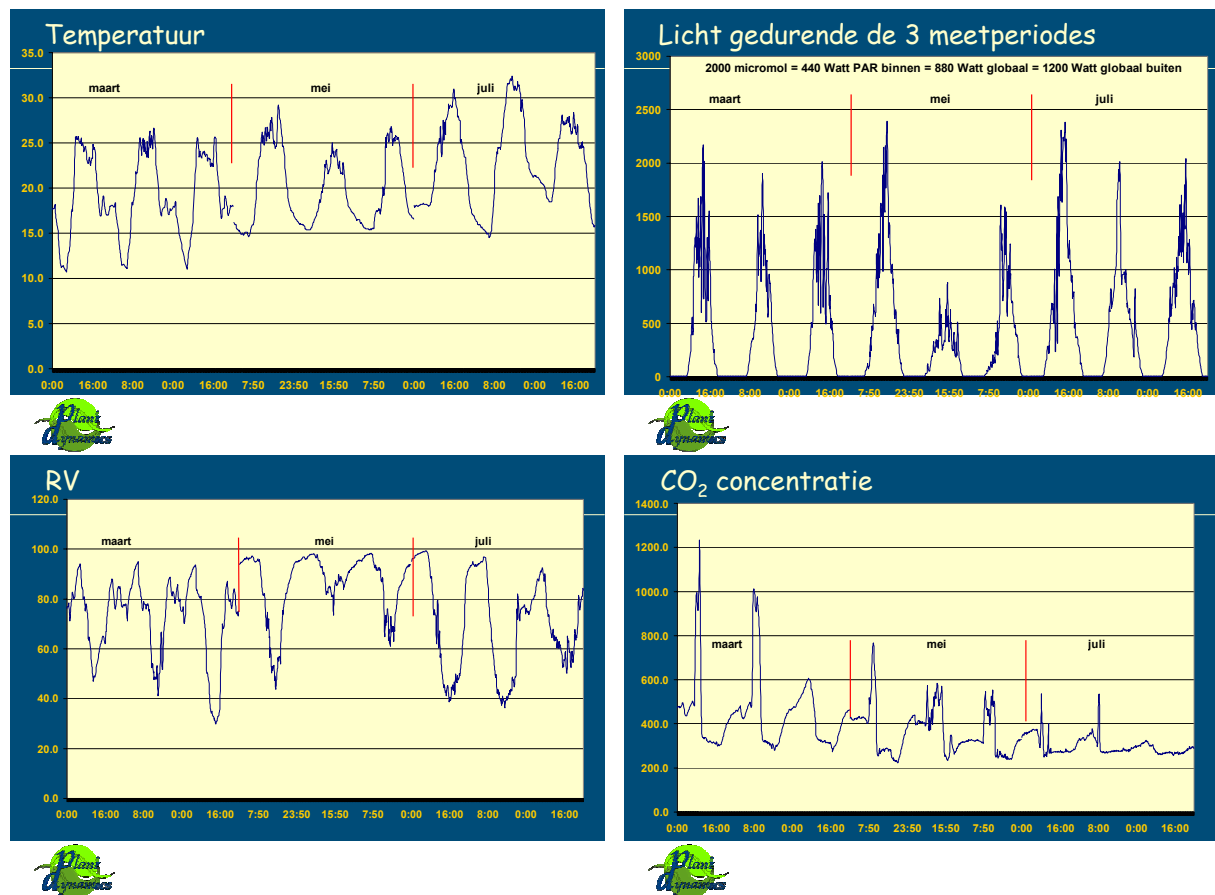 Temperatuur
35.0
30.0
25.0
20.0
15.0
10.0
5.0
0.0
maart
mei
juli
0:00 16:00 8:00 0:00 16:00 7:50 23:50 15:50 7:50 0:00 16:00 8:00 0:00 16:00
Plant
dynamics
Licht gedurende de 3 meetperiodes
2000 micromol = 440 Watt PAR binnen = 880 Watt globaal = 1200 Watt globaal buiten
3000
2500
2000
1500
1000
500
0
maart
mei
juli
0:00 16:00 8:00 0:00 16:00 7:50 23:50 15:50 7:50 0:00 16:00 8:00 0:00 16:00
Plant
dynamics
RV
120.0
100.0
80.0
60.0
40.0
20.0
0.0
maart
mei
juli
0:00 16:00 8:00 0:00 16:00 7:50 23:50 15:50 7:50 0:00 16:00 8:00 0:00 16:00
Plant
dynamics
CO₂ concentratie
1400.0
1200.0
1000.0
800.0
600.0
400.0
200.0
0.0
maart
mei
juli
0:00 16:00 8:00 0:00 16:00 7:50 23:50 15:50 7:50 0:00 16:00 8:00 0:00 16:00
Plant
dynamics